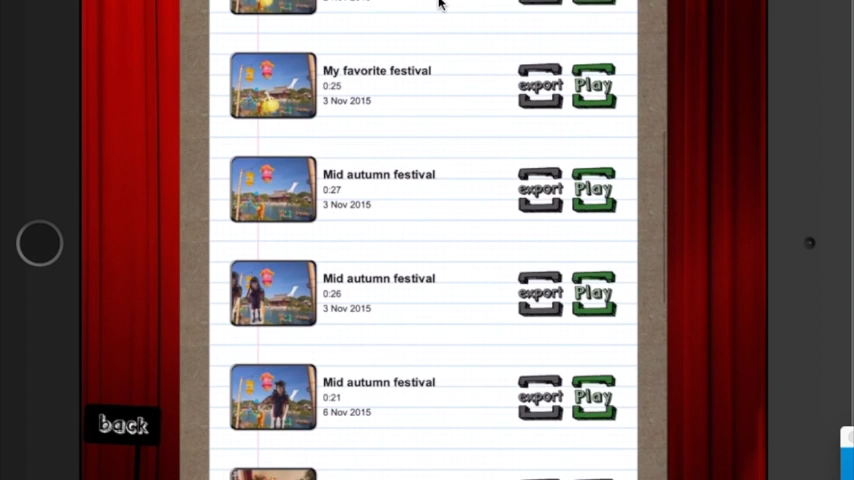 My favorite festival
0:25
3 Nov 2015
export Play
Mid autumn festival
0:27
3 Nov 2015
export Play
Mid autumn festival
0:26
3 Nov 2015
export Play
Mid autumn festival
0:21
6 Nov 2015
export Play
back